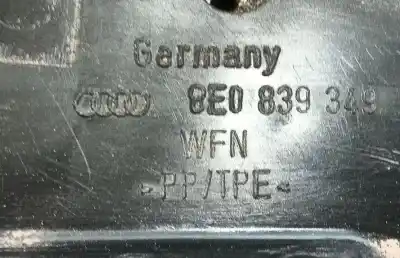 Germany
8E0 839 349
WFN
>PP/TPE<